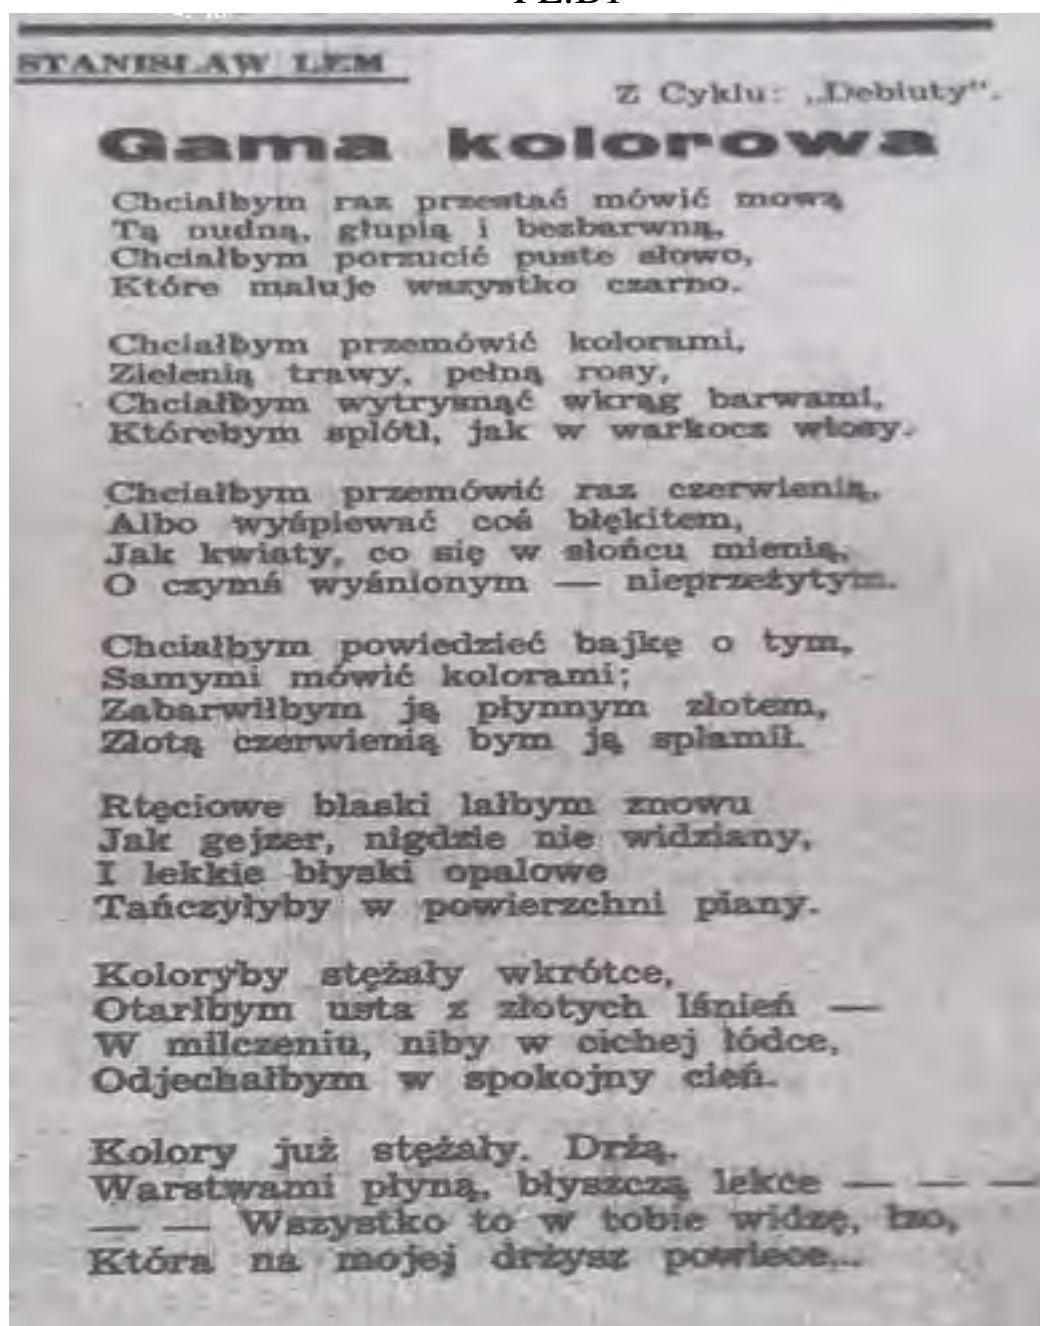 STANISŁAW LEM
Z Cyklu: „Debiuty".
Gama kolorowa
Chciałbym raz przestać mówić mową
Tą nudną, głupią i bezbarwną,
Chciałbym porzucić puste słowo,
Które maluje wszystko czarno.
Chciałbym przemówić kolorami,
Zielenią trawy, pełną rosy,
Chciałbym wytrysnąć wkrąg barwami,
Którebym splótł, jak w warkocz włosy.
Chciałbym przemówić raz czerwienią,
Albo wyśpiewać coś błękitem,
Jak kwiaty, co się w słońcu mienią,
O czymś wyśnionym — nieprzeżytym.
Chciałbym powiedzieć bajkę o tym,
Samymi mówić kolorami;
Zabarwiłbym ją płynnym złotem,
Złotą czerwienią bym ją splamił.
Rtęciowe blaski lałbym znowu
Jak gejzer, nigdzie nie widziany,
I lekkie błyski opalowe
Tańczyłyby w powierzchni piany.
Koloryby stężały wkrótce,
Otarłbym usta z złotych lśnień —
W milczeniu, niby w cichej łódce,
Odjechałbym w spokojny cień.
Kolory już stężały. Drżą,
Warstwami płyną, błyszczą lekce — — —
— — Wszystko to w tobie widzę, łzo,
Która na mojej drżysz powiece...